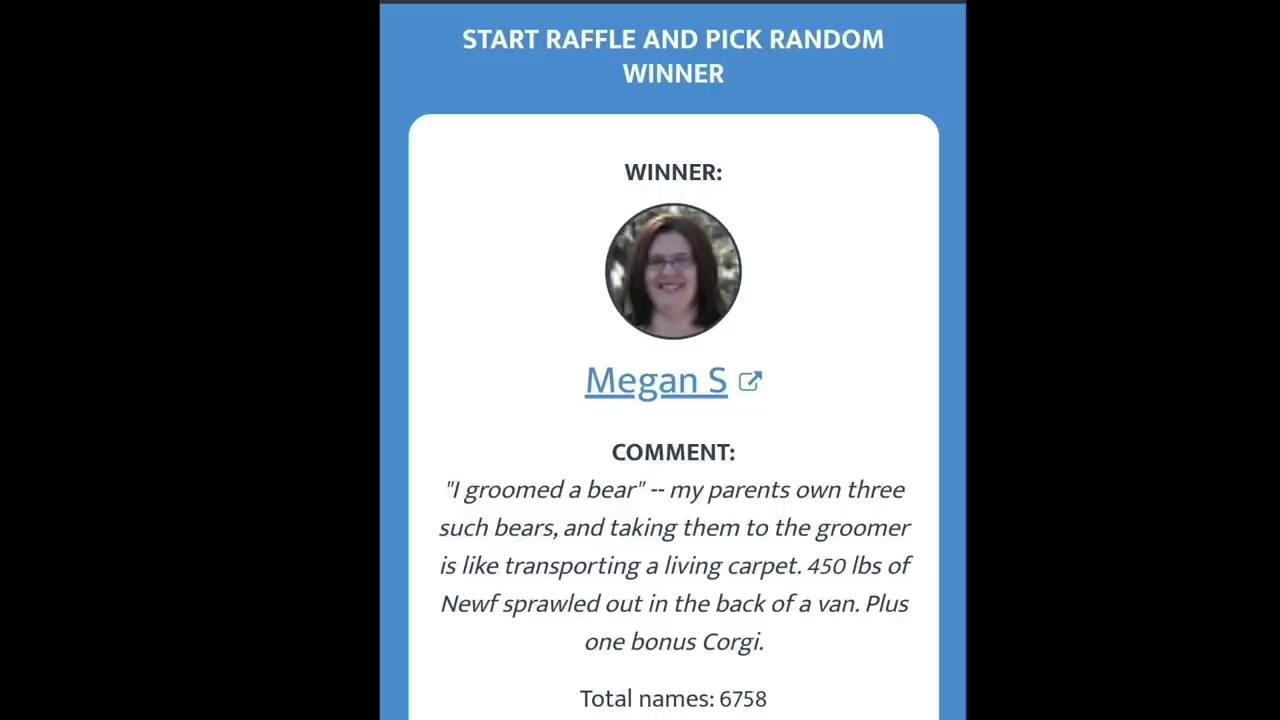 START RAFFLE AND PICK RANDOM
WINNER
WINNER:
Megan S
COMMENT:
"I groomed a bear" -- my parents own three
such bears, and taking them to the groomer
is like transporting a living carpet. 450 lbs of
Newf sprawled out in the back of a van. Plus
one bonus Corgi.
Total names: 6758